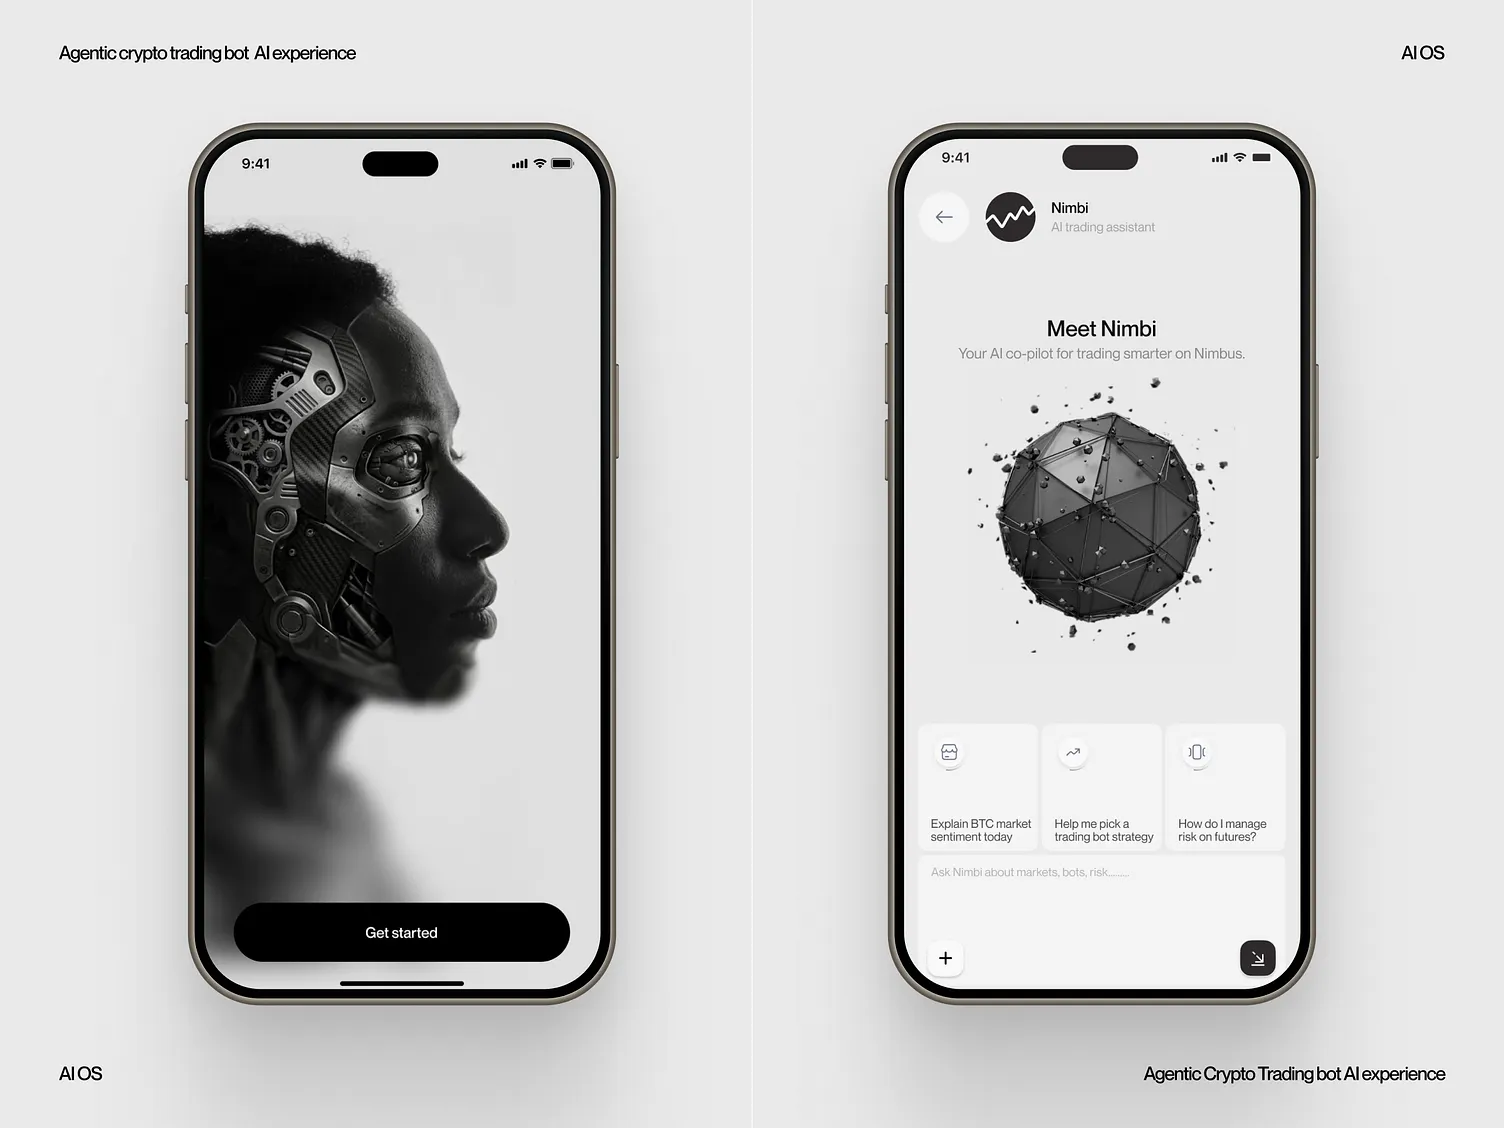 Agentic crypto trading bot AI experience
AI OS
9:41
Get started
9:41
Nimbi
AI trading assistant
Meet Nimbi
Your AI co-pilot for trading smarter on Nimbus.
Explain BTC market
sentiment today
Help me pick a
trading bot strategy
How do I manage
risk on futures?
Ask Nimbi about markets, bots, risk.........
AI OS
Agentic Crypto Trading bot AI experience